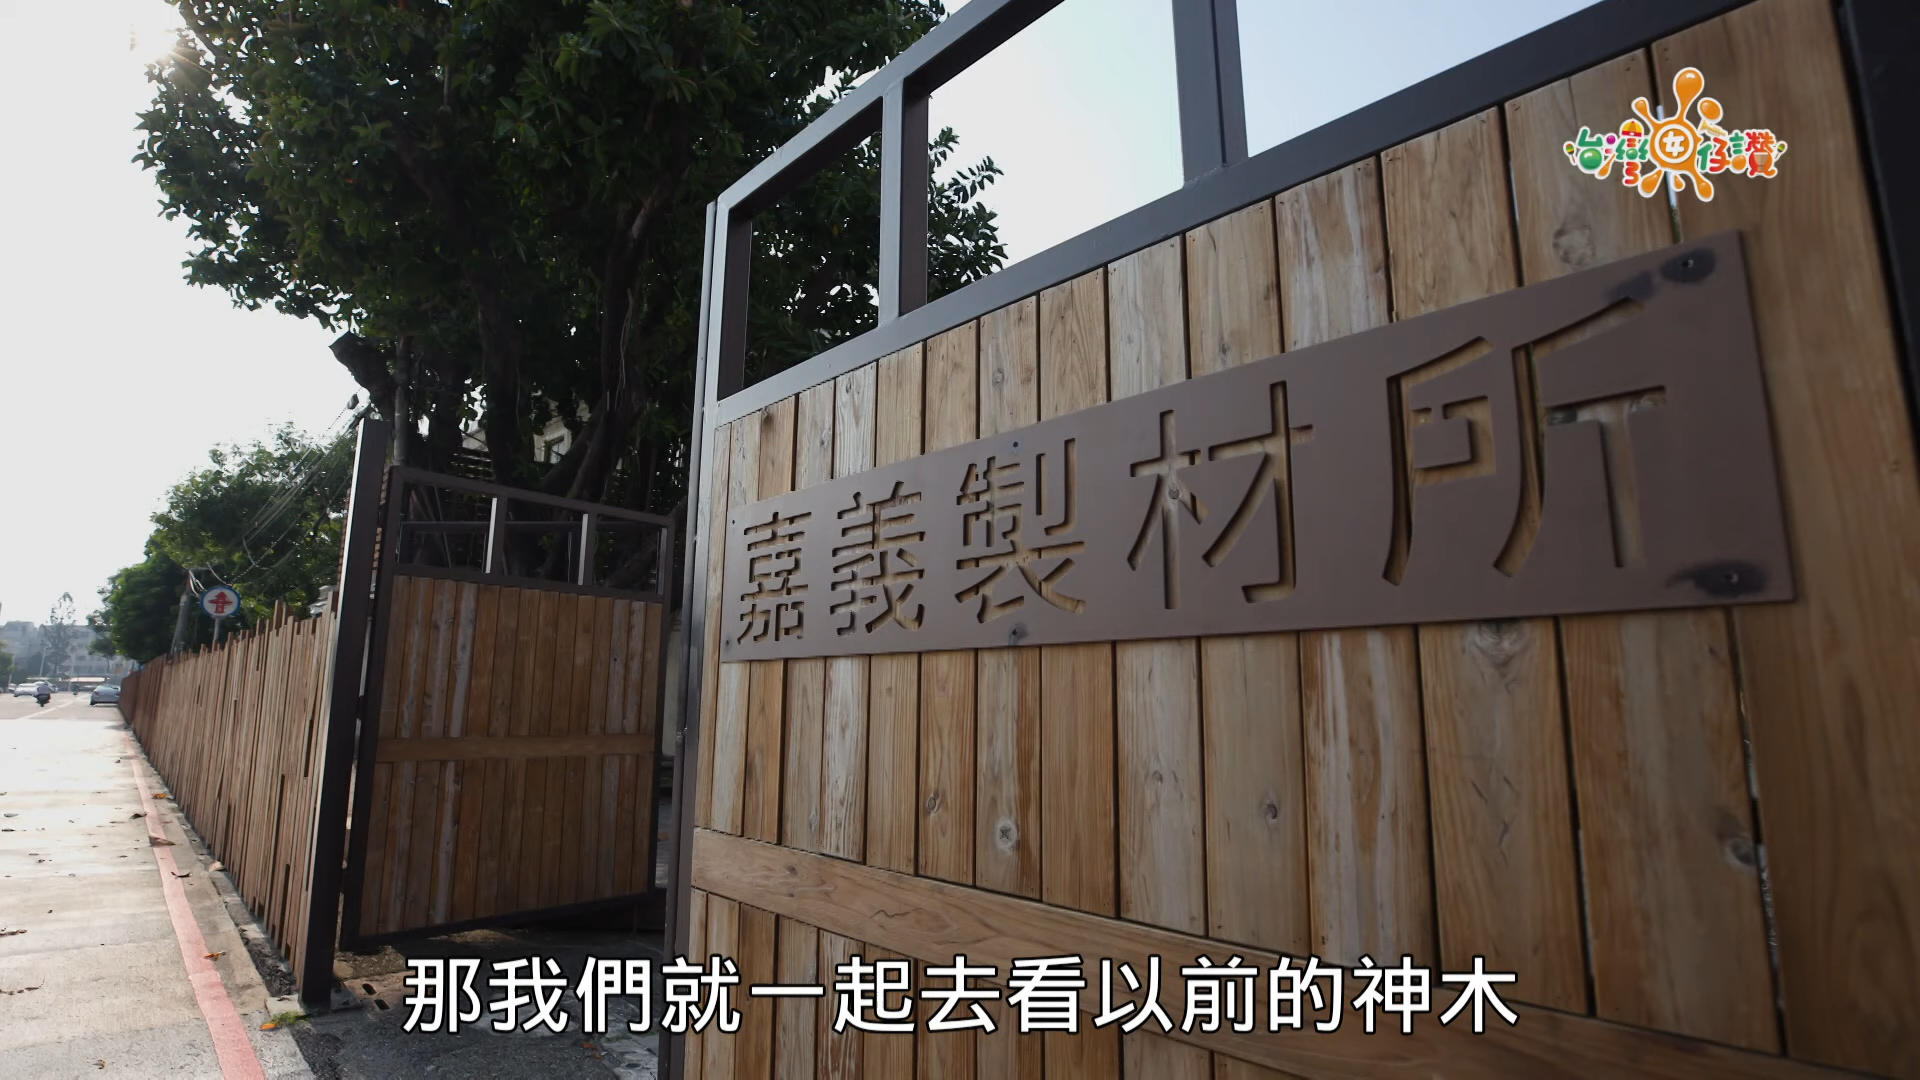 台灣囝仔讚
嘉義製材所
那我們就一起去看以前的神木